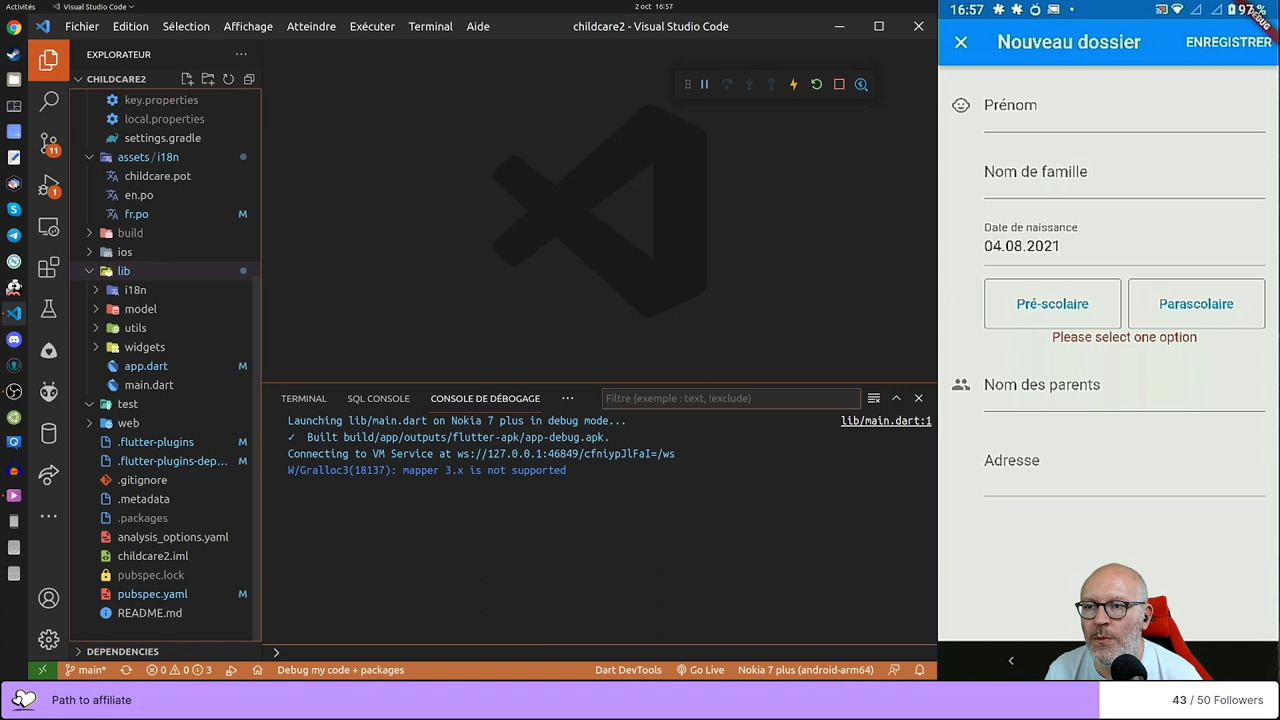 Activités
Visual Studio Code
2 oct 16:57
Fichier Edition Sélection Affichage Atteindre Exécuter Terminal Aide
childcare2 - Visual Studio Code
EXPLORATEUR
CHILDCARE2
key.properties
local.properties
settings.gradle
assets / i18n
childcare.pot
en.po
fr.po M
build
ios
lib
i18n
model
utils
widgets
app.dart M
main.dart
test
web
.flutter-plugins M
.flutter-plugins-dep... M
.gitignore
.metadata
.packages
analysis_options.yaml
childcare2.iml
pubspec.lock
pubspec.yaml M
README.md
DEPENDENCIES
11
1
TERMINAL SQL CONSOLE CONSOLE DE DÉBOGAGE
Filtre (exemple : text, !exclude)
Launching lib/main.dart on Nokia 7 plus in debug mode...
lib/main.dart:1
✓ Built build/app/outputs/flutter-apk/app-debug.apk.
Connecting to VM Service at ws://127.0.0.1:46849/cfniypJlFaI=/ws
W/Gralloc3(18137): mapper 3.x is not supported
main* 0 0 3 Debug my code + packages
Dart DevTools Go Live Nokia 7 plus (android-arm64)
16:57
97%
Nouveau dossier
ENREGISTRER
Prénom
Nom de famille
Date de naissance
04.08.2021
Pré-scolaire
Parascolaire
Please select one option
Nom des parents
Adresse
Path to affiliate
43 / 50 Followers